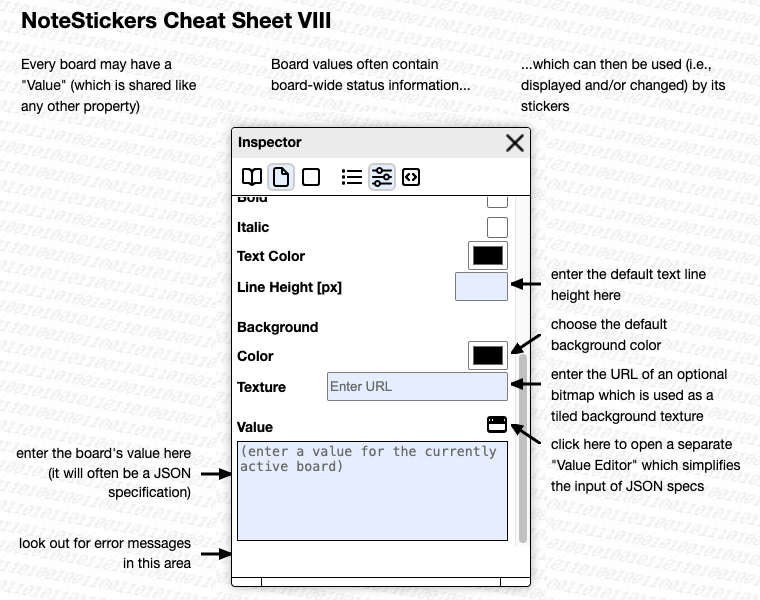 NoteStickers Cheat Sheet VIII
Every board may have a
"Value" (which is shared like
any other property)
Board values often contain
board-wide status information...
...which can then be used (i.e.,
displayed and/or changed) by its
stickers
Inspector
Bold
Italic
Text Color
Line Height [px]
enter the default text line
height here
Background
choose the default
background color
Color
enter the URL of an optional
bitmap which is used as a
tiled background texture
Texture
Enter URL
Value
click here to open a separate
"Value Editor" which simplifies
the input of JSON specs
enter the board's value here
(it will often be a JSON
specification)
(enter a value for the currently
active board)
look out for error messages
in this area